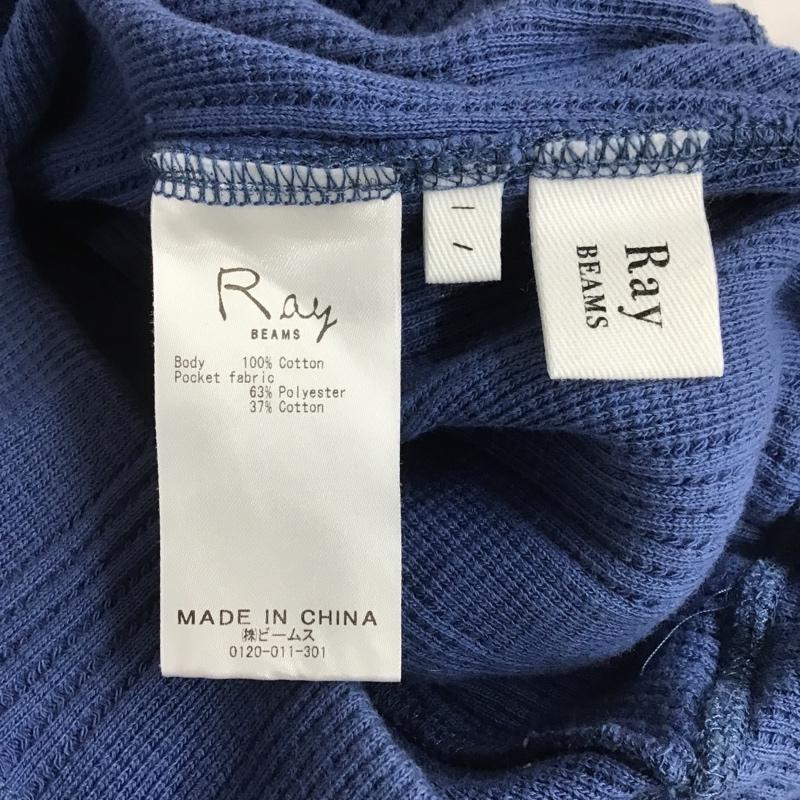 Ray
BEAMS
Body 100% Cotton
Pocket fabric
63% Polyester
37% Cotton
MADE IN CHINA
(株)ビームス
0120-011-301
Ray
BEAMS